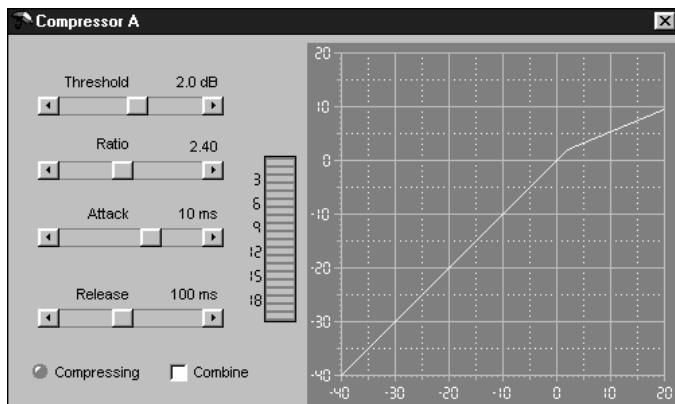 Compressor A
Threshold 2.0 dB
Ratio 2.40
Attack 10 ms
Release 100 ms
Compressing
Combine
3
6
9
12
15
18
20
10
0
-10
-20
-30
-40
-40 -30 -20 -10 0 10 20